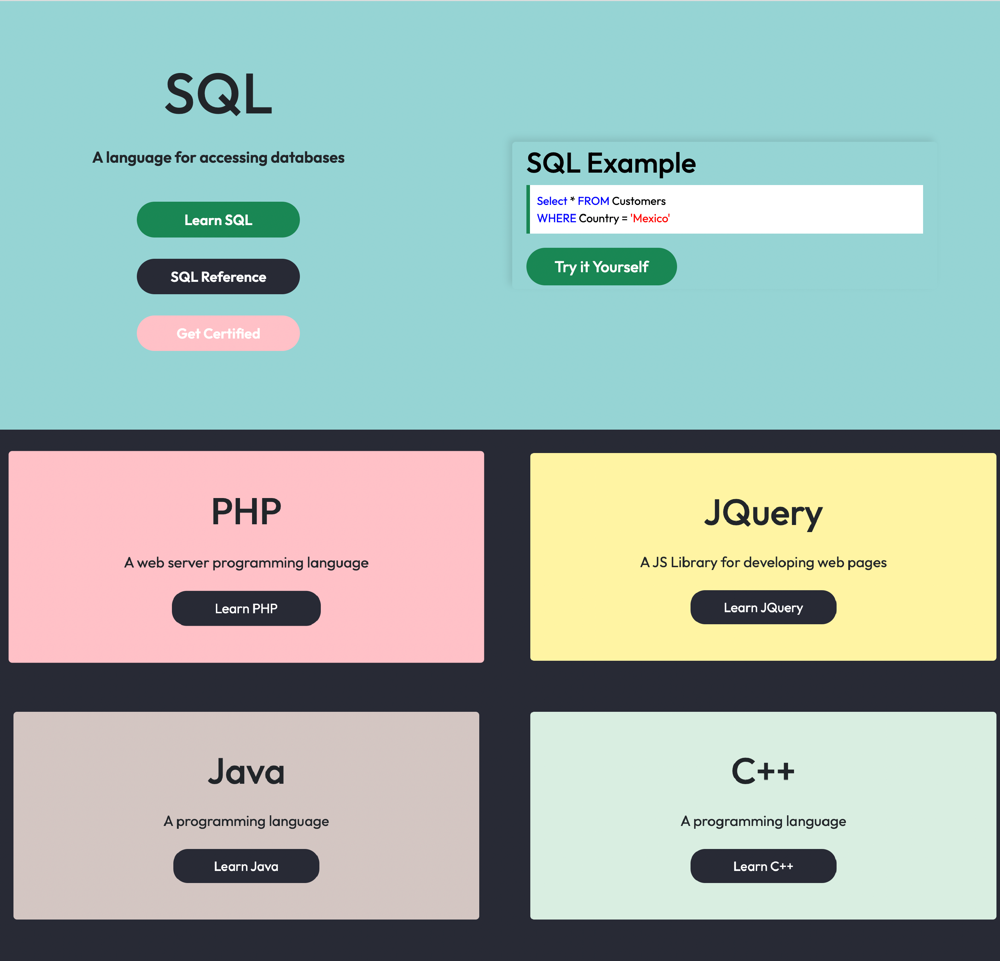 SQL
A language for accessing databases
Learn SQL
SQL Reference
Get Certified
SQL Example
Select * FROM Customers
WHERE Country = 'Mexico'
Try it Yourself
PHP
A web server programming language
Learn PHP
JQuery
A JS Library for developing web pages
Learn JQuery
Java
A programming language
Learn Java
C++
A programming language
Learn C++